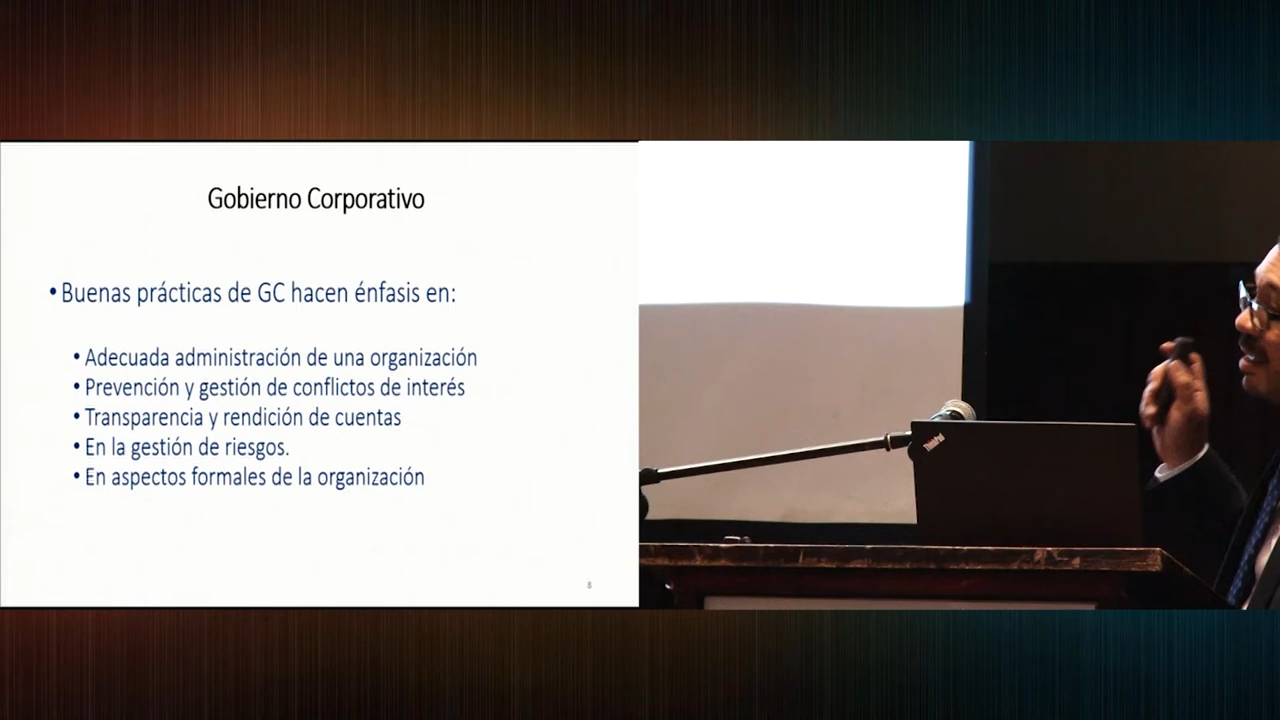 Gobierno Corporativo
• Buenas prácticas de GC hacen énfasis en:
• Adecuada administración de una organización
• Prevención y gestión de conflictos de interés
• Transparencia y rendición de cuentas
• En la gestión de riesgos.
• En aspectos formales de la organización
8
ThinkPad